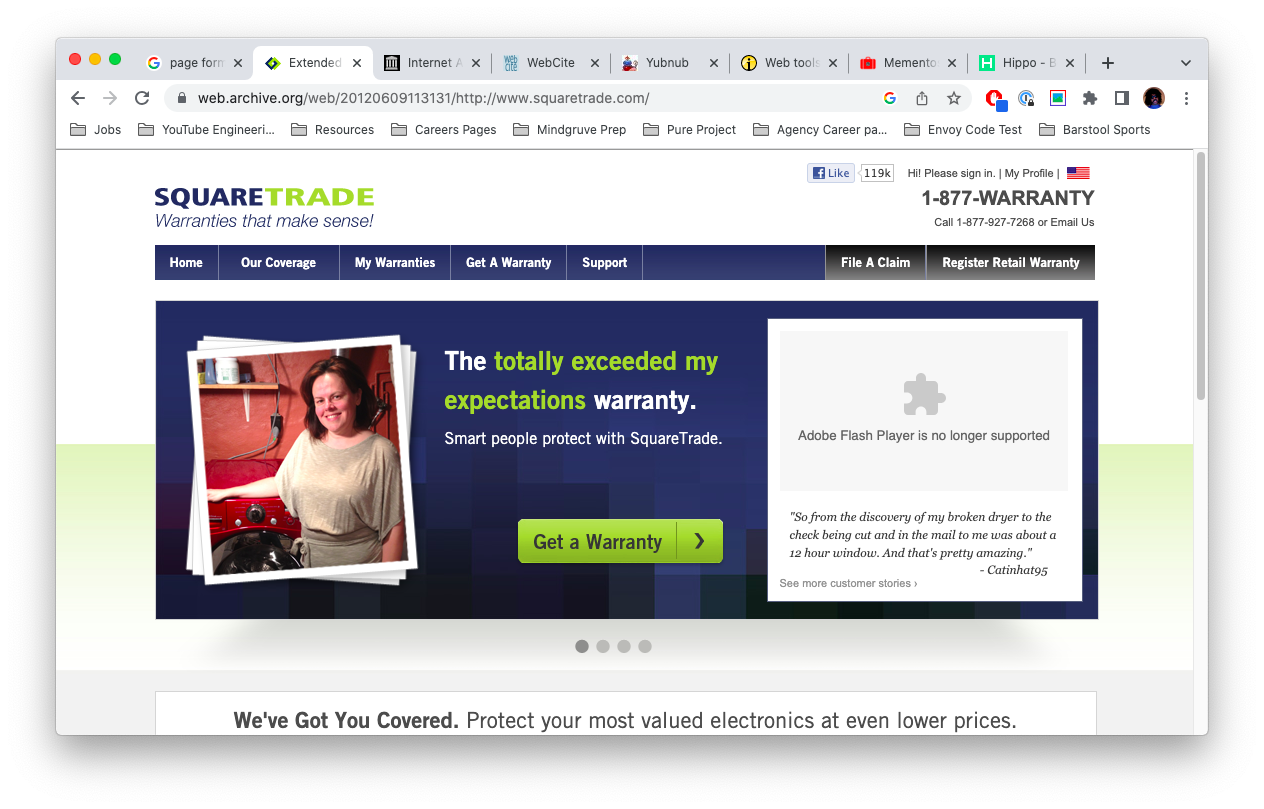 page form
Extended
Internet A
WebCite
Yubnub
Web tools
Memento
Hippo - B
web.archive.org/web/20120609113131/http://www.squaretrade.com/
Jobs
YouTube Engineeri...
Resources
Careers Pages
Mindgruve Prep
Pure Project
Agency Career pa...
Envoy Code Test
Barstool Sports
Like
119k
Hi! Please sign in. | My Profile |
SQUARETRADE
Warranties that make sense!
1-877-WARRANTY
Call 1-877-927-7268 or Email Us
Home
Our Coverage
My Warranties
Get A Warranty
Support
File A Claim
Register Retail Warranty
The totally exceeded my
expectations warranty.
Smart people protect with SquareTrade.
Get a Warranty
Adobe Flash Player is no longer supported
"So from the discovery of my broken dryer to the
check being cut and in the mail to me was about a
12 hour window. And that's pretty amazing."
- Catinhat95
See more customer stories ›
We've Got You Covered. Protect your most valued electronics at even lower prices.